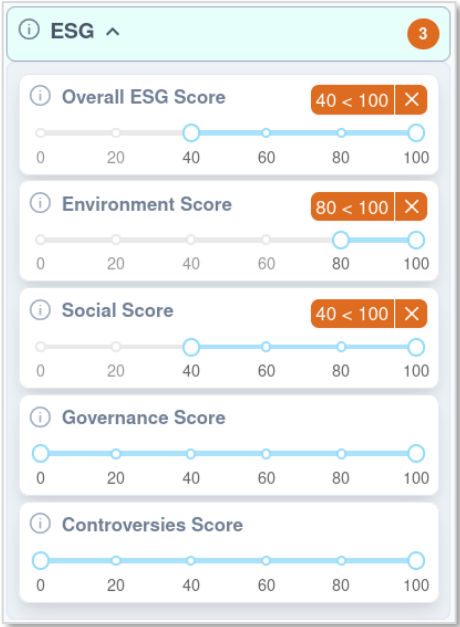 ESG 3
Overall ESG Score 40 < 100 ×
0 20 40 60 80 100
Environment Score 80 < 100 ×
0 20 40 60 80 100
Social Score 40 < 100 ×
0 20 40 60 80 100
Governance Score
0 20 40 60 80 100
Controversies Score
0 20 40 60 80 100